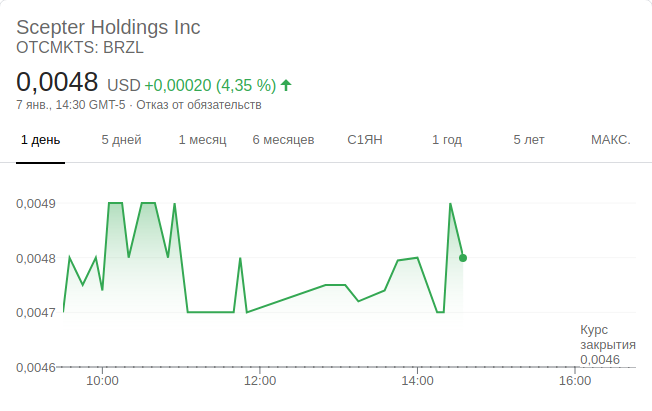 Scepter Holdings Inc
OTCMKTS: BRZL
0,0048 USD +0,00020 (4,35 %)
7 янв., 14:30 GMT-5 · Отказ от обязательств
1 день 5 дней 1 месяц 6 месяцев С1ЯН 1 год 5 лет МАКС.
0,0049
0,0048
0,0047
Курс
закрытия
0,0046
0,0046
10:00 12:00 14:00 16:00